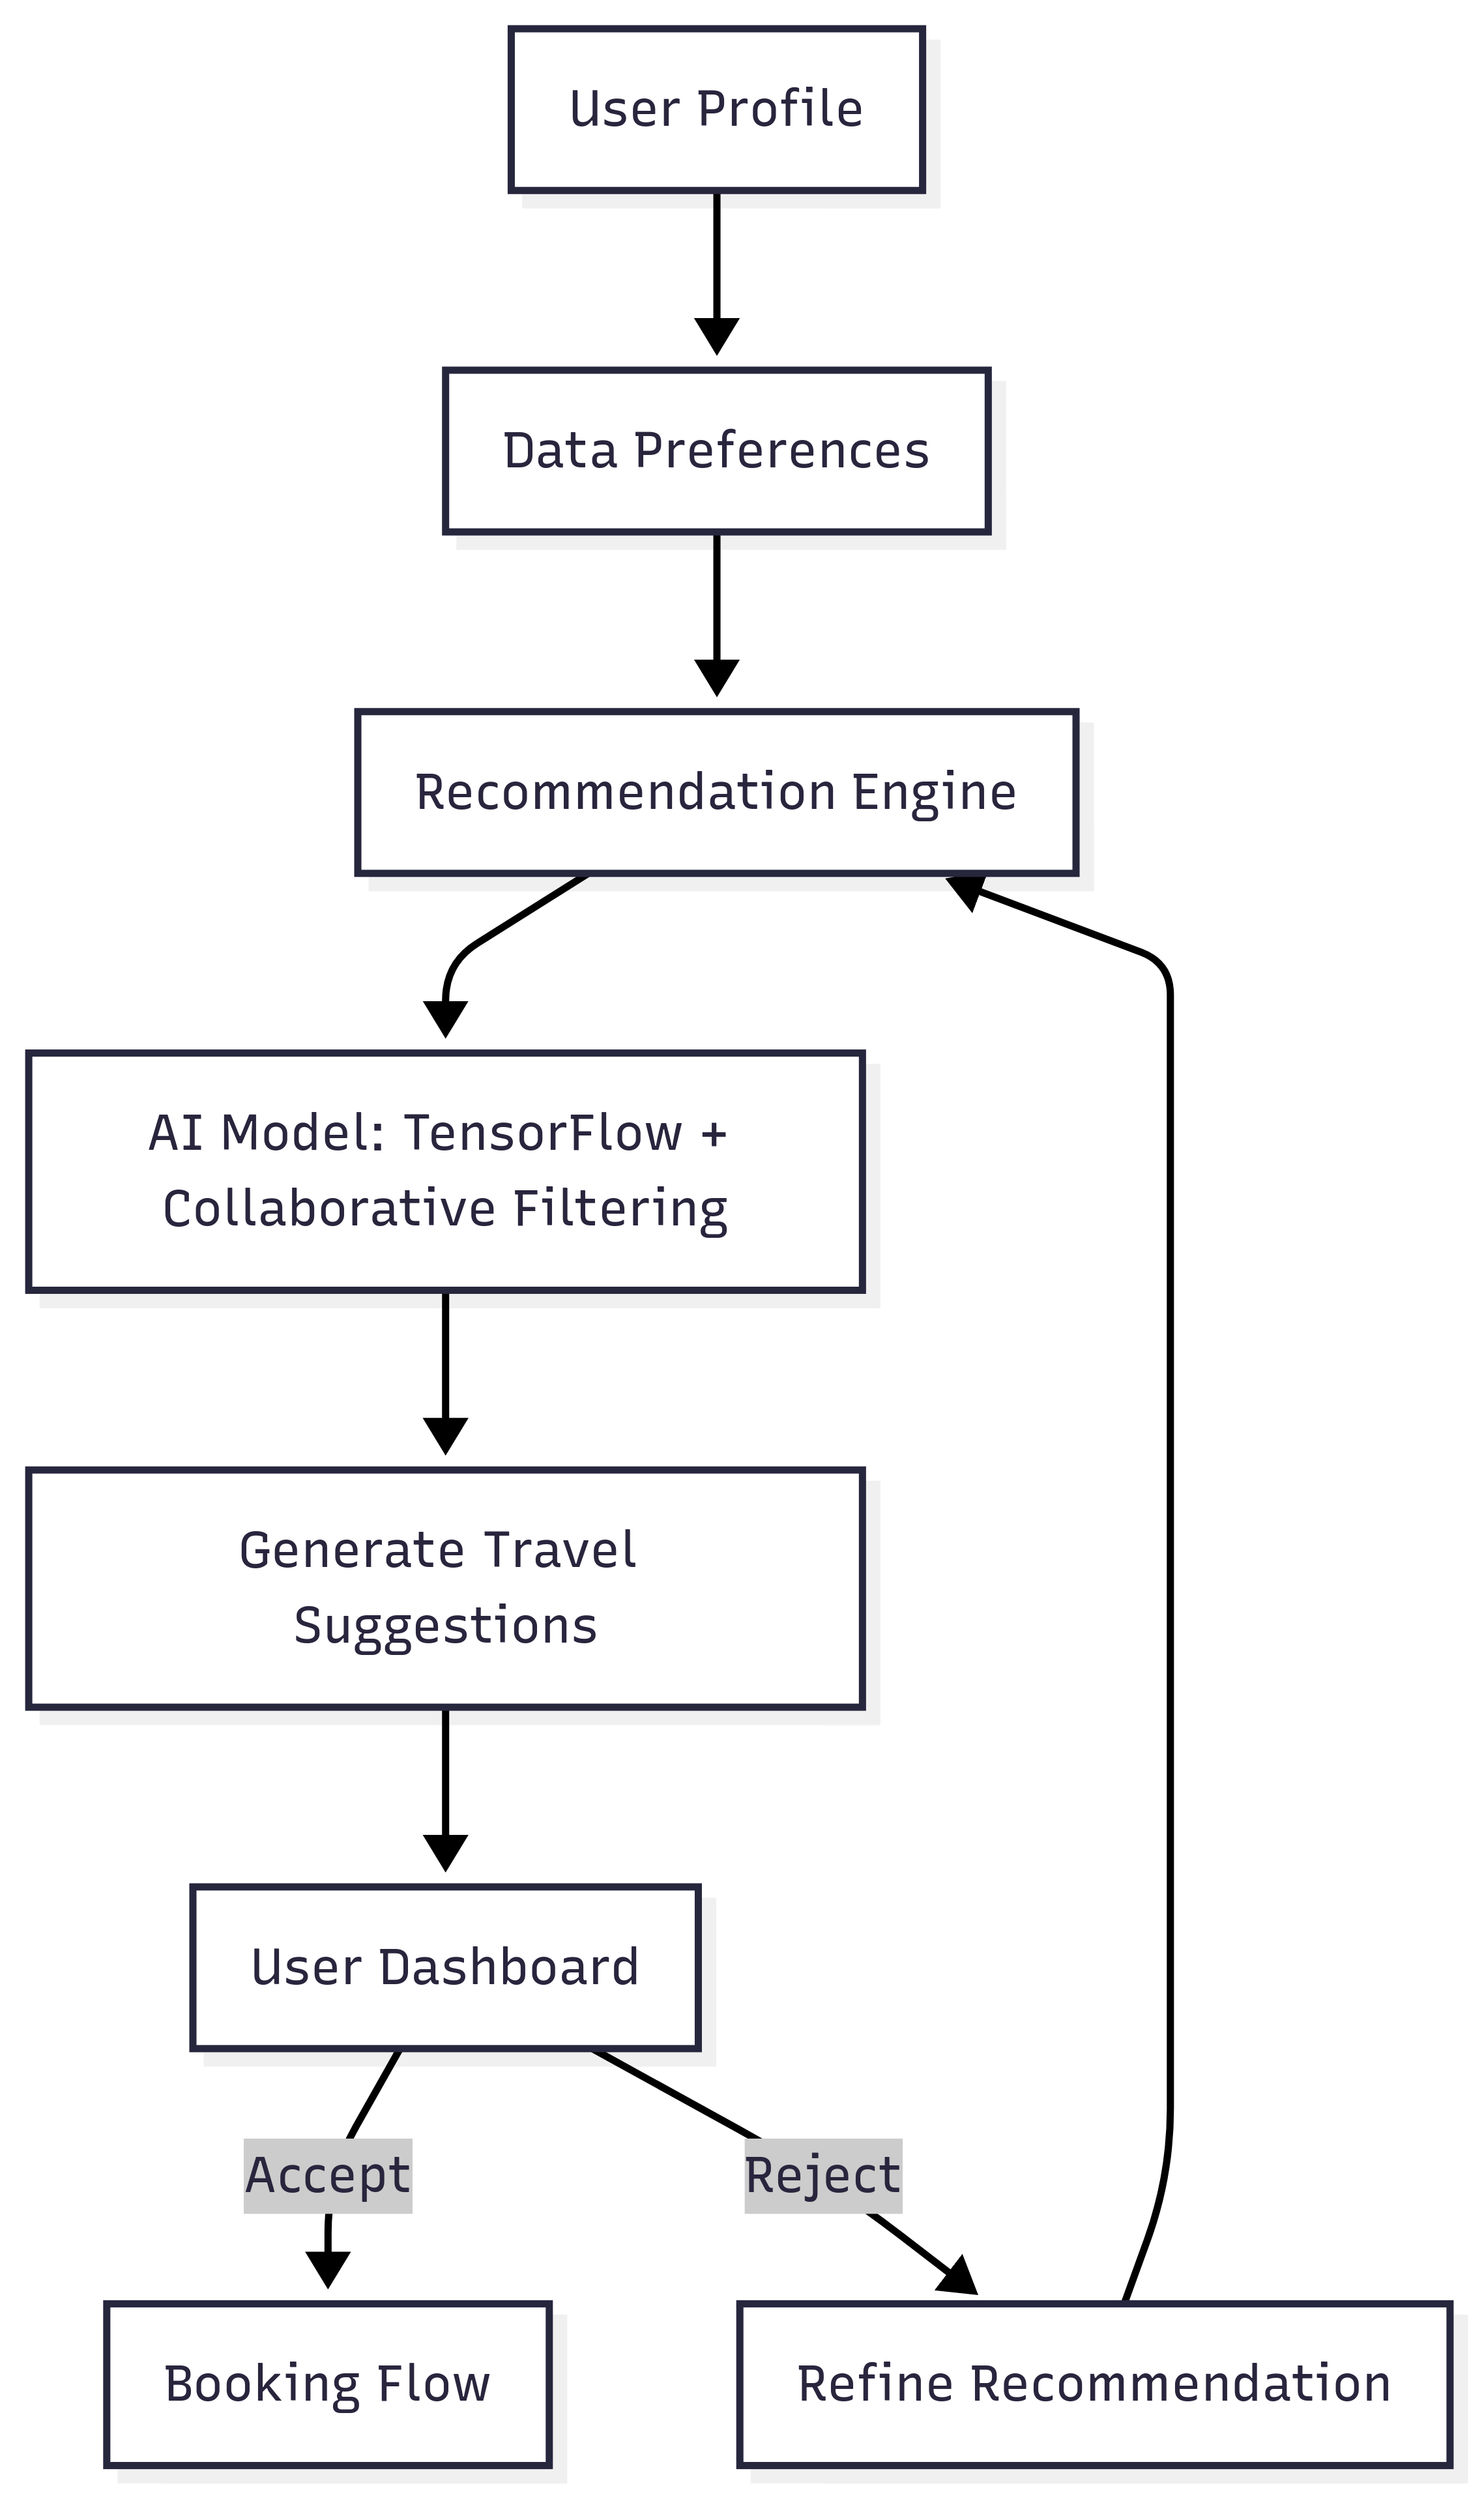 User Profile
Data Preferences
Recommendation Engine
AI Model: TensorFlow +
Collaborative Filtering
Generate Travel
Suggestions
User Dashboard
Accept
Reject
Booking Flow
Refine Recommendation